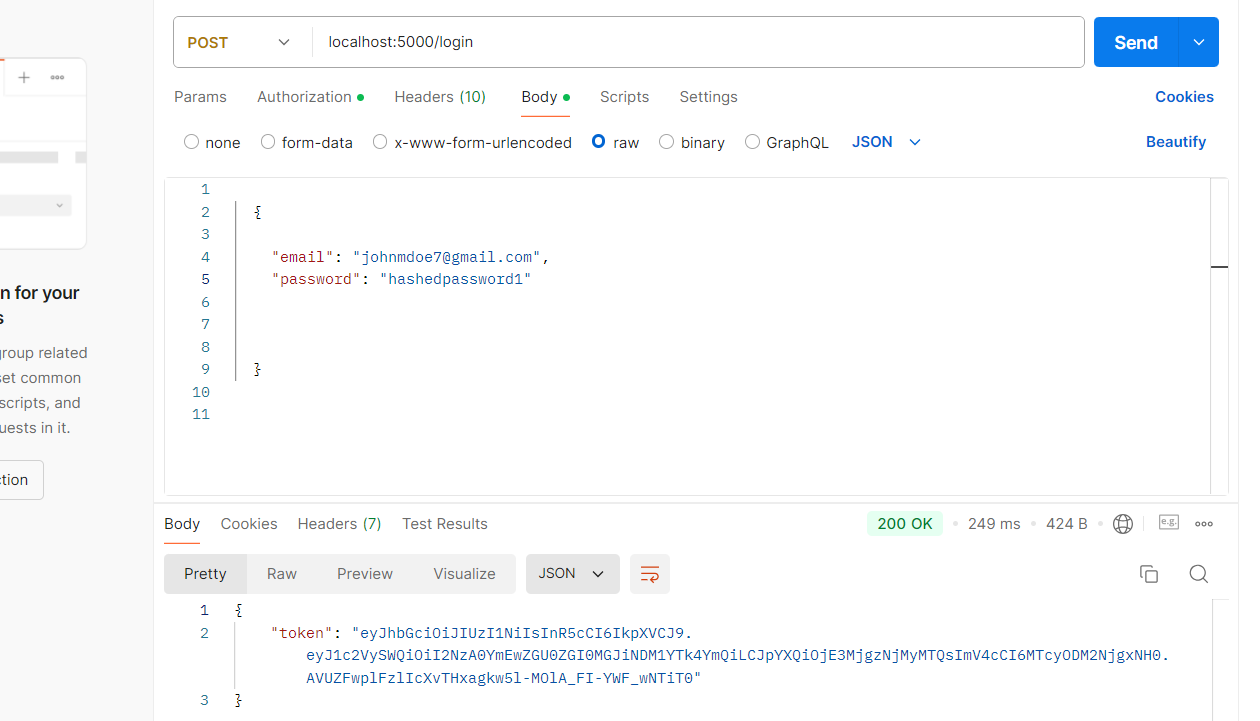 POST
localhost:5000/login
Send
Params
Authorization
Headers (10)
Body
Scripts
Settings
Cookies
none
form-data
x-www-form-urlencoded
raw
binary
GraphQL
JSON
Beautify
1
2 {
3
4 "email": "johnmdoe7@gmail.com",
5 "password": "hashedpassword1"
6
7
8
9 }
10
11
n for your
s
group related
set common
scripts, and
uests in it.
ction
Body
Cookies
Headers (7)
Test Results
200 OK
249 ms
424 B
e.g.
Pretty
Raw
Preview
Visualize
JSON
1 {
2 "token": "eyJhbGciOiJIUzI1NiIsInR5cCI6IkpXVCJ9.
eyJ1c2VySWQiOiI2NzA0YmEwZGU0ZGI0MGJiNDM1YTk4YmQiLCJpYXQiOjE3MjgzNjMyMTQsImV4cCI6MTcyODM2NjgxNH0.
AVUZFwplFzlIcXvTHxagkw5l-MOlA_FI-YWF_wNTiT0"
3 }